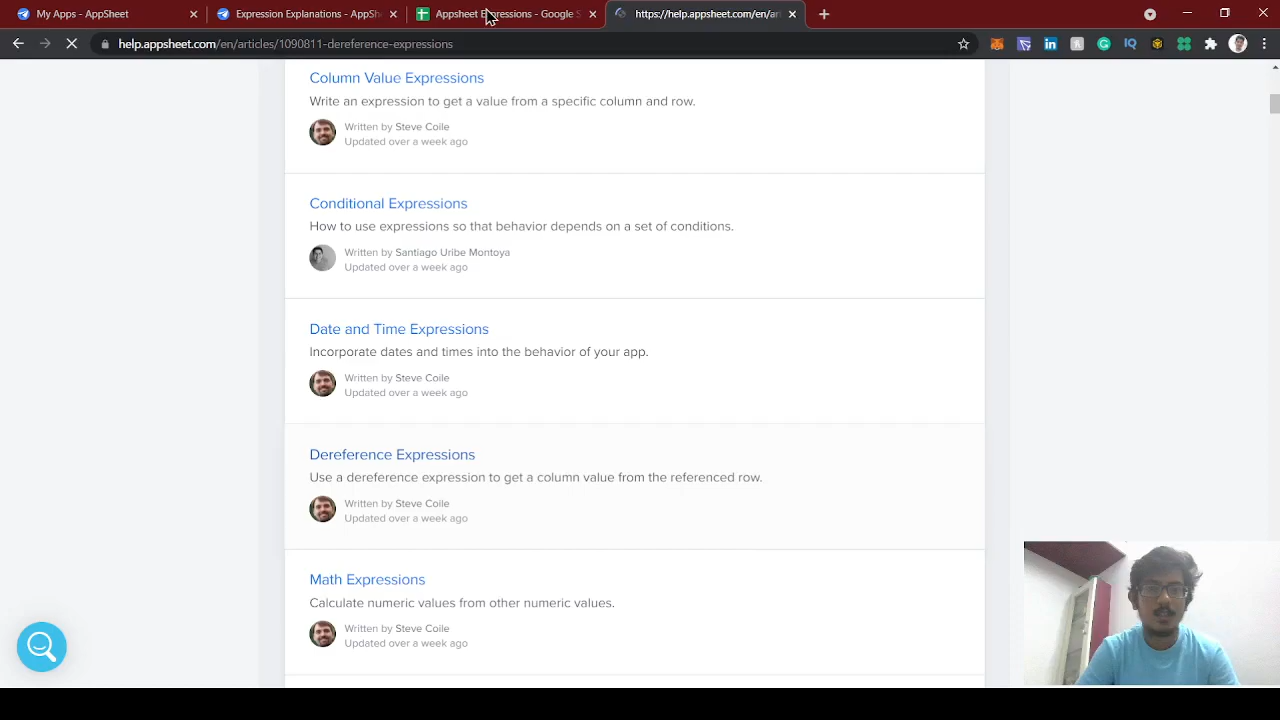 My Apps - AppSheet
Expression Explanations - AppSh
Appsheet Expressions - Google S
https://help.appsheet.com/en/ar
help.appsheet.com/en/articles/1090811-dereference-expressions
Column Value Expressions
Write an expression to get a value from a specific column and row.
Written by Steve Coile
Updated over a week ago
Conditional Expressions
How to use expressions so that behavior depends on a set of conditions.
Written by Santiago Uribe Montoya
Updated over a week ago
Date and Time Expressions
Incorporate dates and times into the behavior of your app.
Written by Steve Coile
Updated over a week ago
Dereference Expressions
Use a dereference expression to get a column value from the referenced row.
Written by Steve Coile
Updated over a week ago
Math Expressions
Calculate numeric values from other numeric values.
Written by Steve Coile
Updated over a week ago